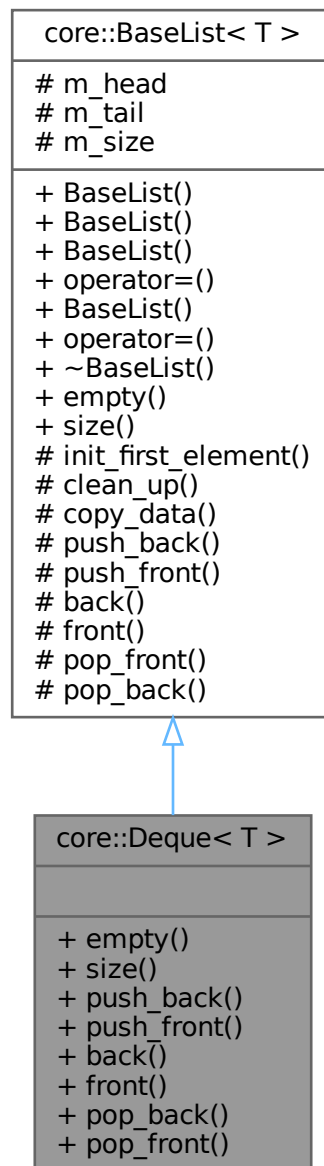 core::BaseList< T >
# m_head
# m_tail
# m_size
+ BaseList()
+ BaseList()
+ BaseList()
+ operator=()
+ BaseList()
+ operator=()
+ ~BaseList()
+ empty()
+ size()
# init_first_element()
# clean_up()
# copy_data()
# push_back()
# push_front()
# back()
# front()
# pop_front()
# pop_back()
core::Deque< T >
+ empty()
+ size()
+ push_back()
+ push_front()
+ back()
+ front()
+ pop_back()
+ pop_front()